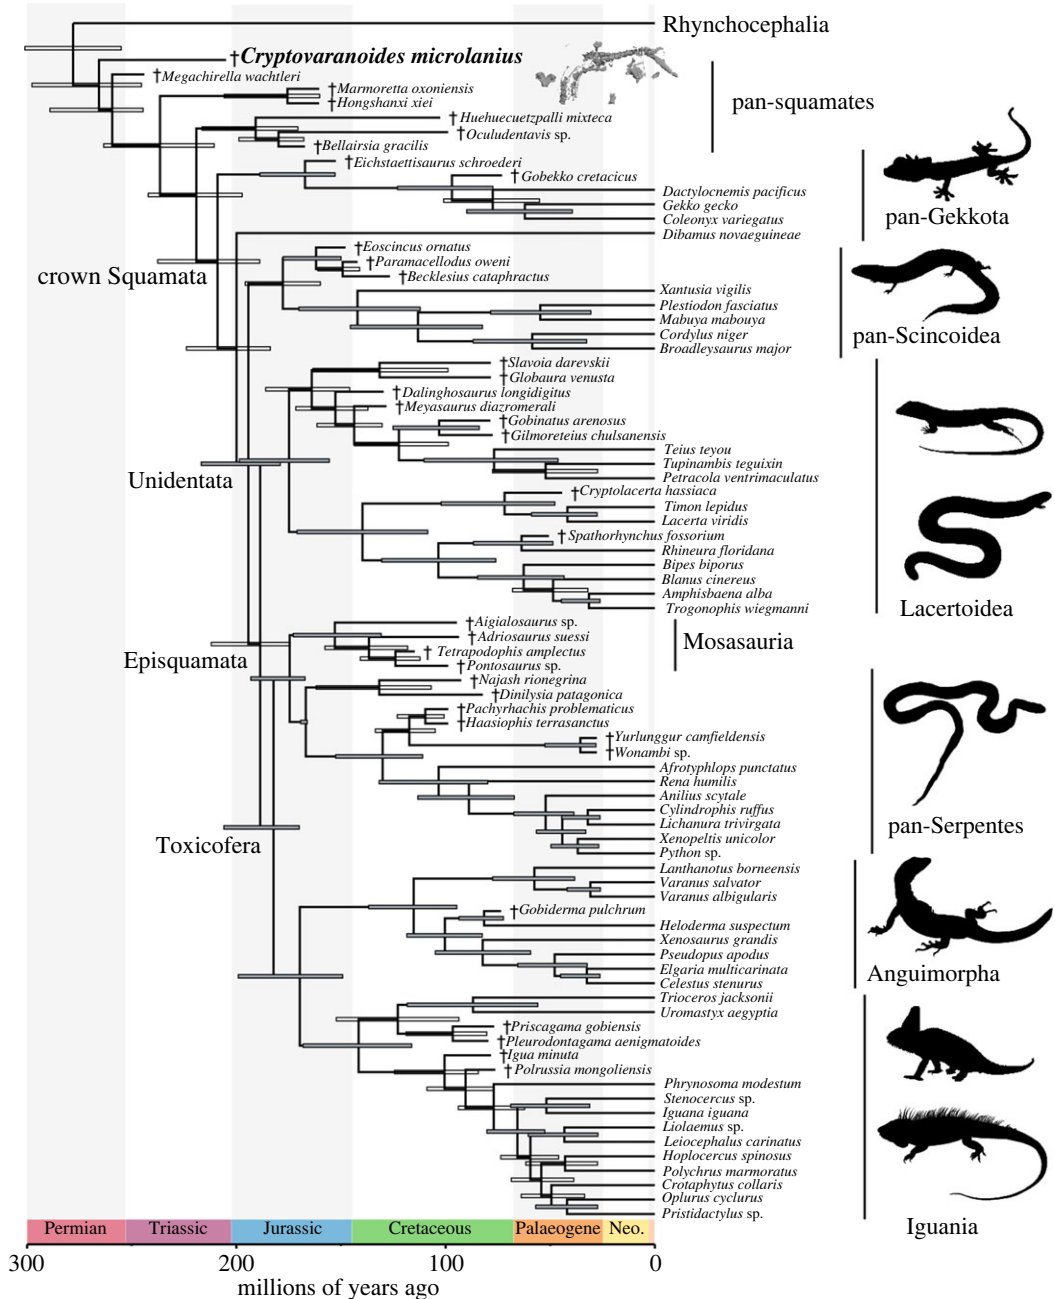 Rhynchocephalia
†Cryptovaranoides microlanius
†Megachirella wachtleri
†Marmoretta oxoniensis
†Hongshanxi xiei
pan-squamates
†Huehuecuetzpalli mixteca
†Oculudentavis sp.
†Bellairsia gracilis
†Eichstaettisaurus schroederi
†Gobekko cretacicus
Dactylocnemis pacificus
Gekko gecko
Coleonyx variegatus
pan-Gekkota
Dibamus novaeguineae
†Eoscincus ornatus
†Paramacellodus oweni
crown Squamata
†Becklesius cataphractus
Xantusia vigilis
Plestiodon fasciatus
Mabuya mabouya
Cordylus niger
pan-Scincoidea
Broadleysaurus major
†Slavoia darevskii
†Globaura venusta
†Dalinghosaurus longidigitus
†Meyasaurus diazromerali
†Gobinatus arenosus
†Gilmoreteius chulsanensis
Teius teyou
Tupinambis teguixin
Unidentata
Petracola ventrimaculatus
†Cryptolacerta hassiaca
Timon lepidus
Lacerta viridis
†Spathorhynchus fossorium
Rhineura floridana
Bipes biporus
Blanus cinereus
Amphisbaena alba
Trogonophis wiegmanni
Lacertoidea
†Aigialosaurus sp.
†Adriosaurus suessi
Mosasauria
†Tetrapodophis amplectus
Episquamata
†Pontosaurus sp.
†Najash rionegrina
†Dinilysia patagonica
†Pachyrhachis problematicus
†Haasiophis terrasanctus
†Yurlunggur camfieldensis
†Wonambi sp.
Afrotyphlops punctatus
Rena humilis
Anilius scytale
Cylindrophis ruffus
Lichanura trivirgata
pan-Serpentes
Xenopeltis unicolor
Toxicofera
Python sp.
Lanthanotus borneensis
Varanus salvator
Varanus albigularis
†Gobiderma pulchrum
Heloderma suspectum
Xenosaurus grandis
Pseudopus apodus
Elgaria multicarinata
Anguimorpha
Celestus stenurus
Trioceros jacksonii
Uromastyx aegyptia
†Priscagama gobiensis
†Pleurodontagama aenigmatoides
†Igua minuta
†Polrussia mongoliensis
Phrynosoma modestum
Stenocercus sp.
Iguana iguana
Liolaemus sp.
Leiocephalus carinatus
Hoplocercus spinosus
Polychrus marmoratus
Crotaphytus collaris
Oplurus cyclurus
Pristidactylus sp.
Iguania
Permian Triassic Jurassic Cretaceous Palaeogene Neo.
300 200 100 0
millions of years ago